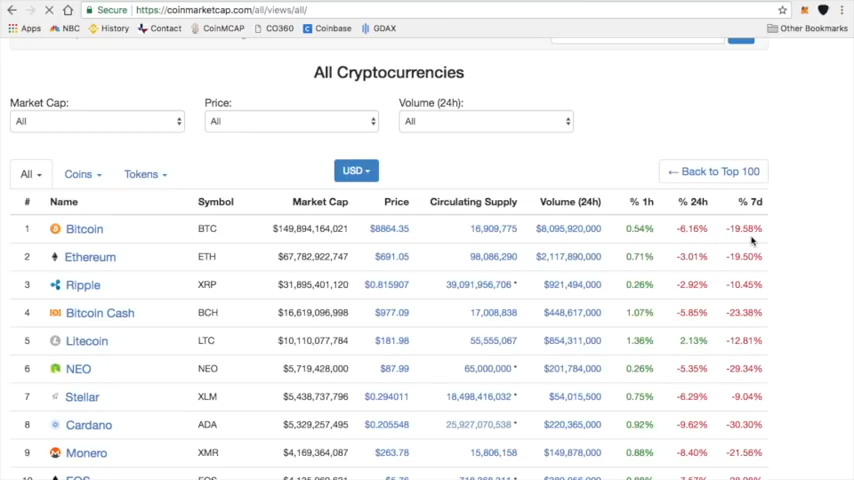 Secure https://coinmarketcap.com/all/views/all/
Apps NBC History Contact CoinMCAP CO360 Coinbase GDAX Other Bookmarks
All Cryptocurrencies
Market Cap: Price: Volume (24h):
All All All
All Coins Tokens USD ← Back to Top 100
# Name Symbol Market Cap Price Circulating Supply Volume (24h) % 1h % 24h % 7d
1 Bitcoin BTC $149,894,164,021 $8864.35 16,909,775 $8,095,920,000 0.54% -6.16% -19.58%
2 Ethereum ETH $67,782,922,747 $691.05 98,086,290 $2,117,890,000 0.71% -3.01% -19.50%
3 Ripple XRP $31,895,401,120 $0.815907 39,091,956,706 * $921,494,000 0.26% -2.92% -10.45%
4 Bitcoin Cash BCH $16,619,096,998 $977.09 17,008,838 $448,617,000 1.07% -5.85% -23.38%
5 Litecoin LTC $10,110,077,784 $181.98 55,555,067 $854,311,000 1.36% 2.13% -12.81%
6 NEO NEO $5,719,428,000 $87.99 65,000,000 * $201,784,000 0.26% -5.35% -29.34%
7 Stellar XLM $5,438,737,796 $0.294011 18,498,416,032 * $54,015,500 0.75% -6.29% -9.04%
8 Cardano ADA $5,329,257,495 $0.205548 25,927,070,538 * $220,365,000 0.92% -9.62% -30.30%
9 Monero XMR $4,169,364,087 $263.78 15,806,158 $149,878,000 0.88% -8.40% -21.56%
10 EOS EOS